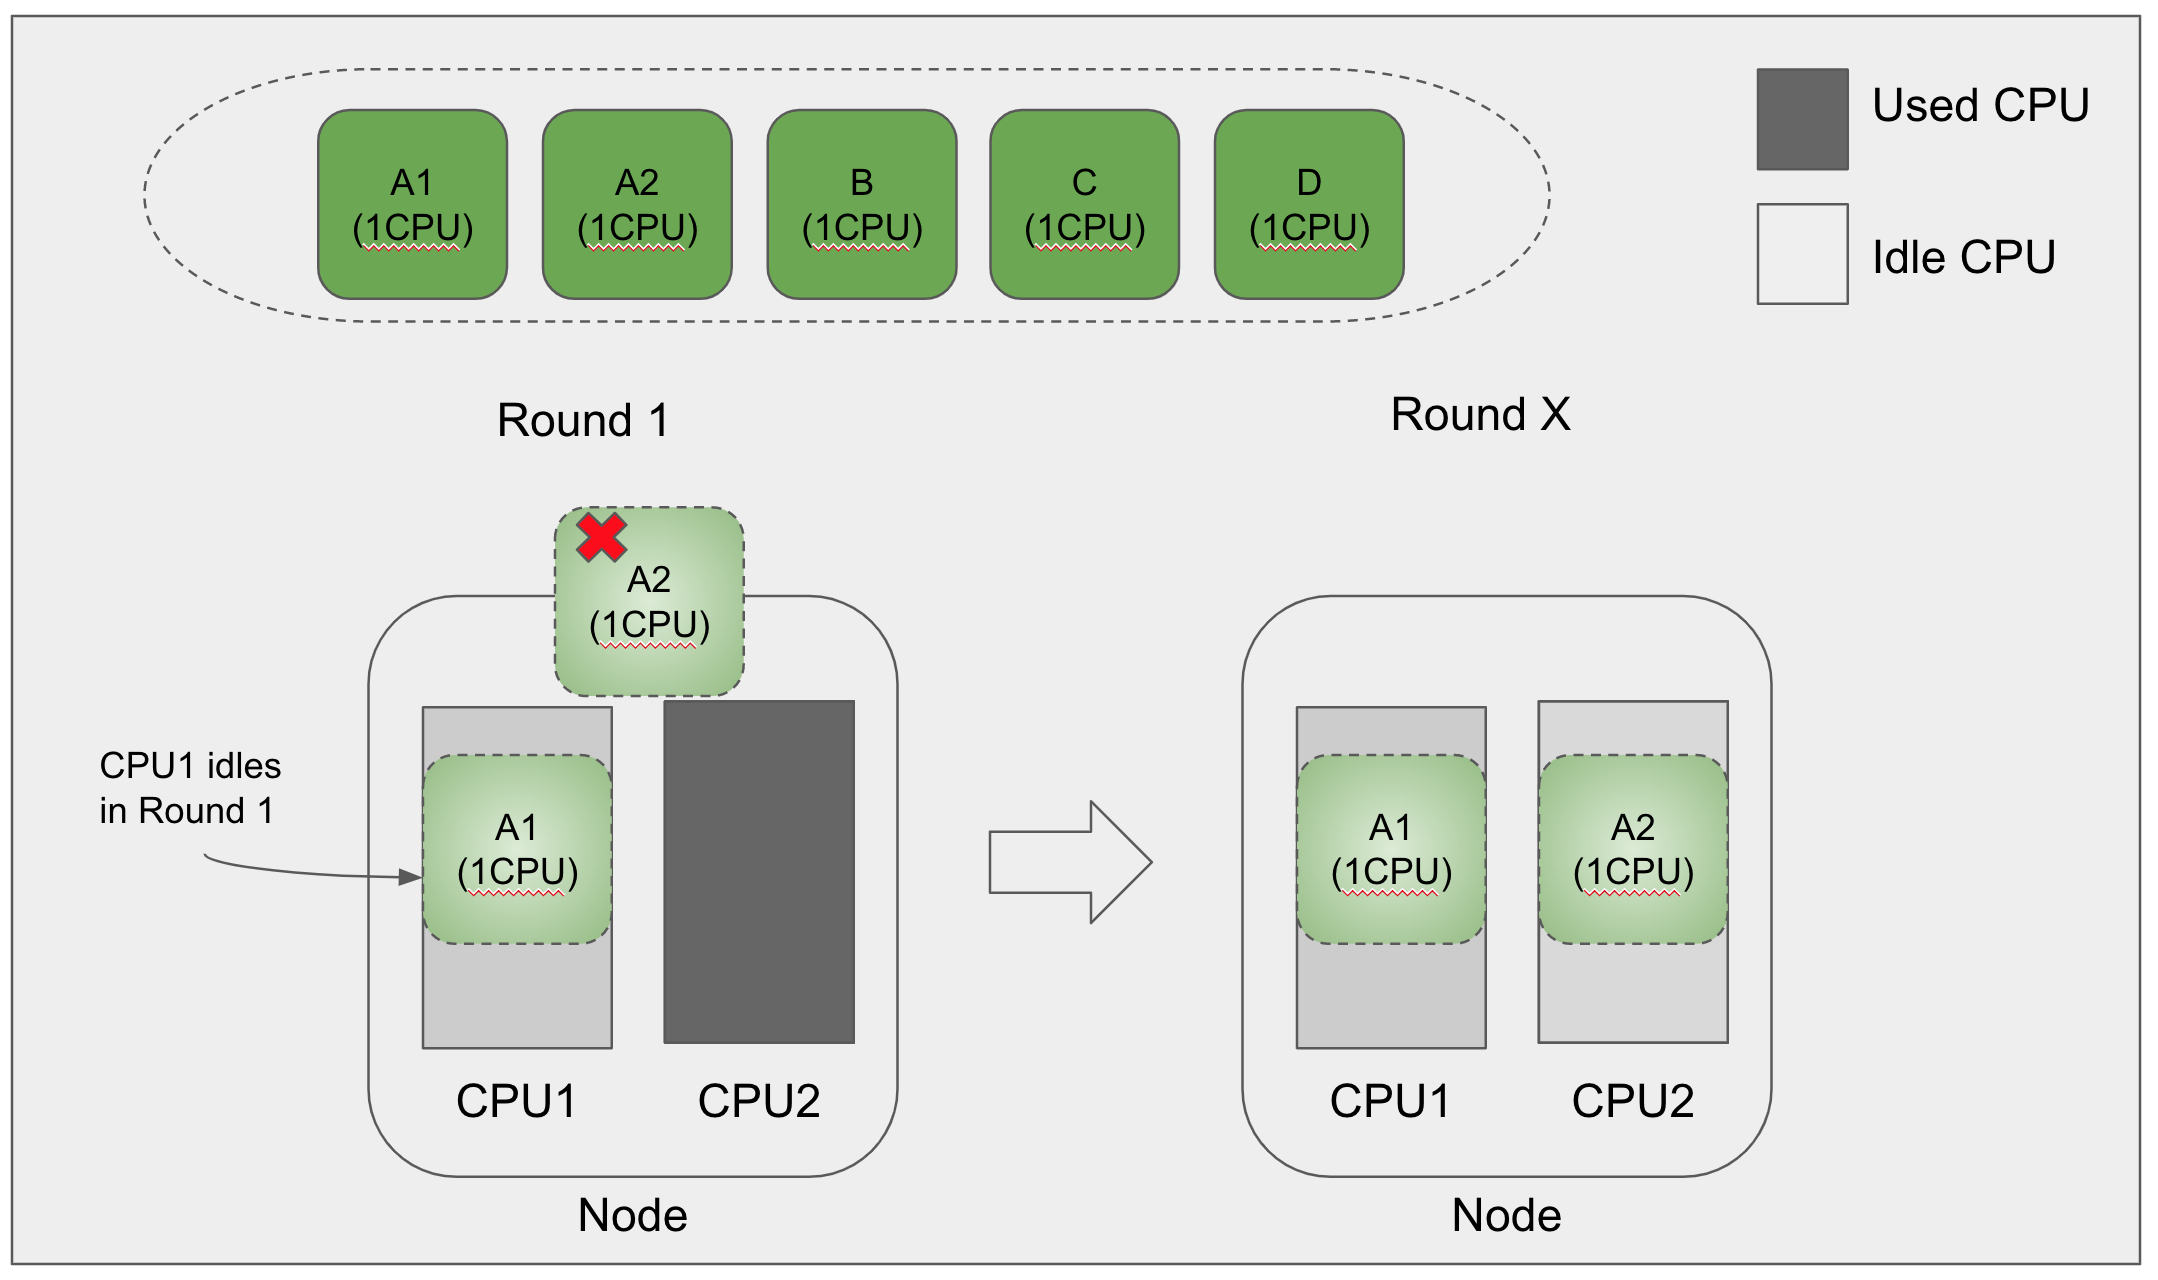 A1
(1CPU)
A2
(1CPU)
B
(1CPU)
C
(1CPU)
D
(1CPU)
Used CPU
Idle CPU
Round 1
Round X
A2
(1CPU)
CPU1 idles
in Round 1
A1
(1CPU)
CPU1
CPU2
Node
A1
(1CPU)
A2
(1CPU)
CPU1
CPU2
Node